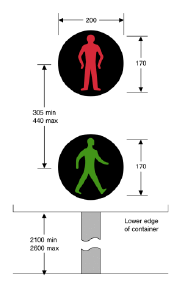 200
170
305 min
440 max
170
Lower edge
of container
2100 min
2600 max